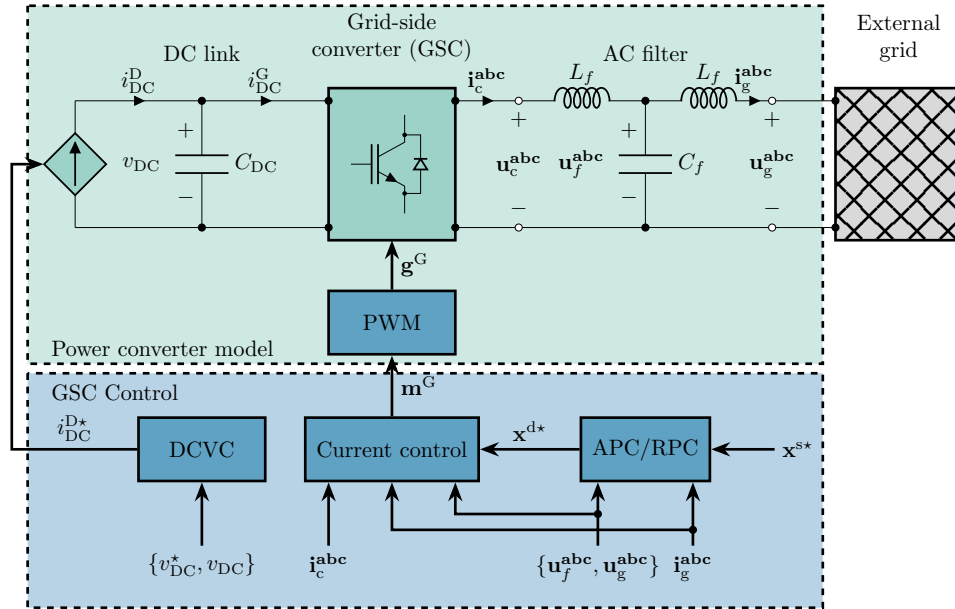 External
grid
Grid-side
converter (GSC)
DC link
AC filter
i_DC^D
i_DC^G
i_c^abc
L_f
L_f
i_g^abc
+
+
+
+
v_DC
C_DC
u_c^abc
u_f^abc
C_f
u_g^abc
−
−
−
−
g^G
PWM
Power converter model
GSC Control
m^G
i_DC^D⋆
x^d⋆
DCVC
Current control
APC/RPC
x^s⋆
{v_DC^⋆, v_DC}
i_c^abc
{u_f^abc, u_g^abc}
i_g^abc